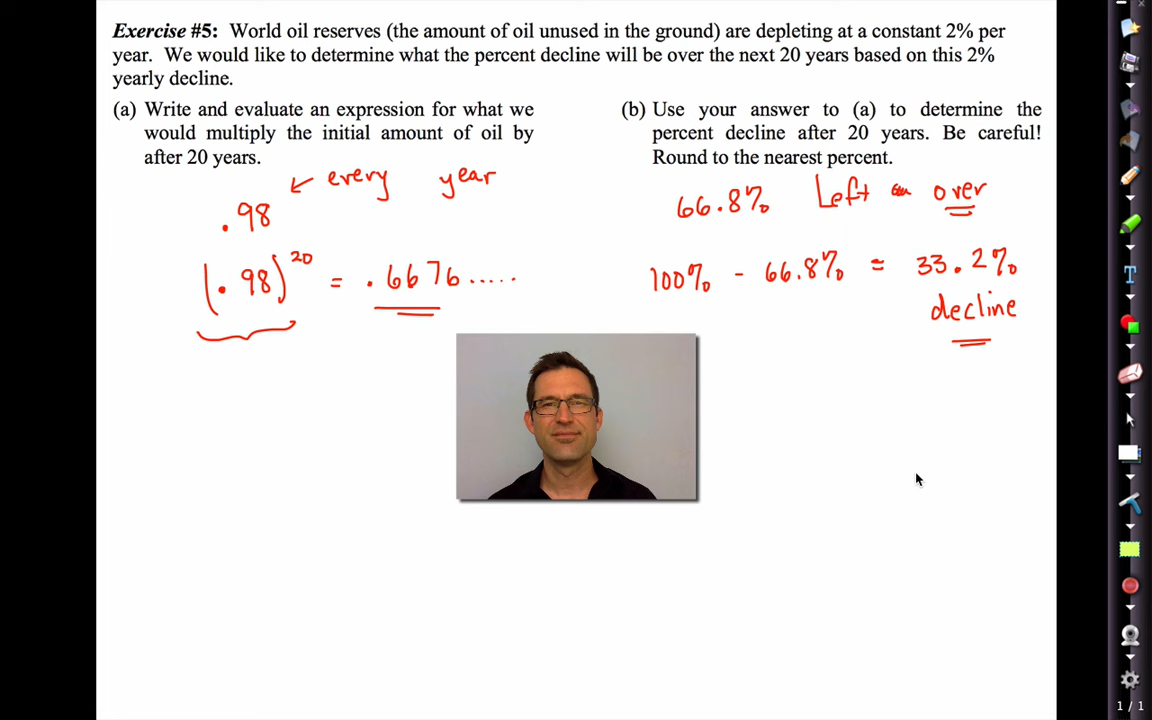 Exercise #5: World oil reserves (the amount of oil unused in the ground) are depleting at a constant 2% per
year. We would like to determine what the percent decline will be over the next 20 years based on this 2%
yearly decline.
(a) Write and evaluate an expression for what we
would multiply the initial amount of oil by
after 20 years.
every year
.98
(.98)^20 = .6676.....
(b) Use your answer to (a) to determine the
percent decline after 20 years. Be careful!
Round to the nearest percent.
66.8% Left over
100% - 66.8% = 33.2%
decline
T
1 / 1